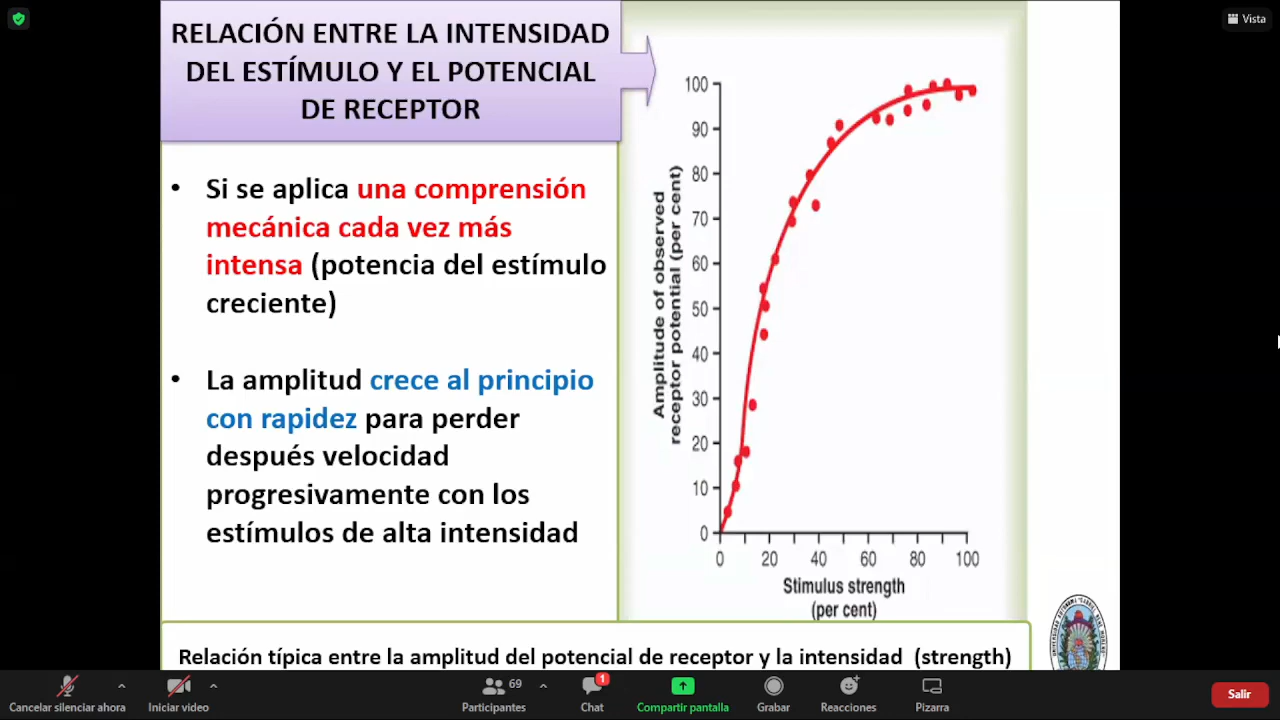 Vista
RELACIÓN ENTRE LA INTENSIDAD
DEL ESTÍMULO Y EL POTENCIAL
DE RECEPTOR
• Si se aplica una comprensión
mecánica cada vez más
intensa (potencia del estímulo
creciente)
• La amplitud crece al principio
con rapidez para perder
después velocidad
progresivamente con los
estímulos de alta intensidad
Amplitude of observed
receptor potential (per cent)
100
90
80
70
60
50
40
30
20
10
0
0 20 40 60 80 100
Stimulus strength
(per cent)
Relación típica entre la amplitud del potencial de receptor y la intensidad (strength)
69
1
Cancelar silenciar ahora
Iniciar video
Participantes
Chat
Compartir pantalla
Grabar
Reacciones
Pizarra
Salir